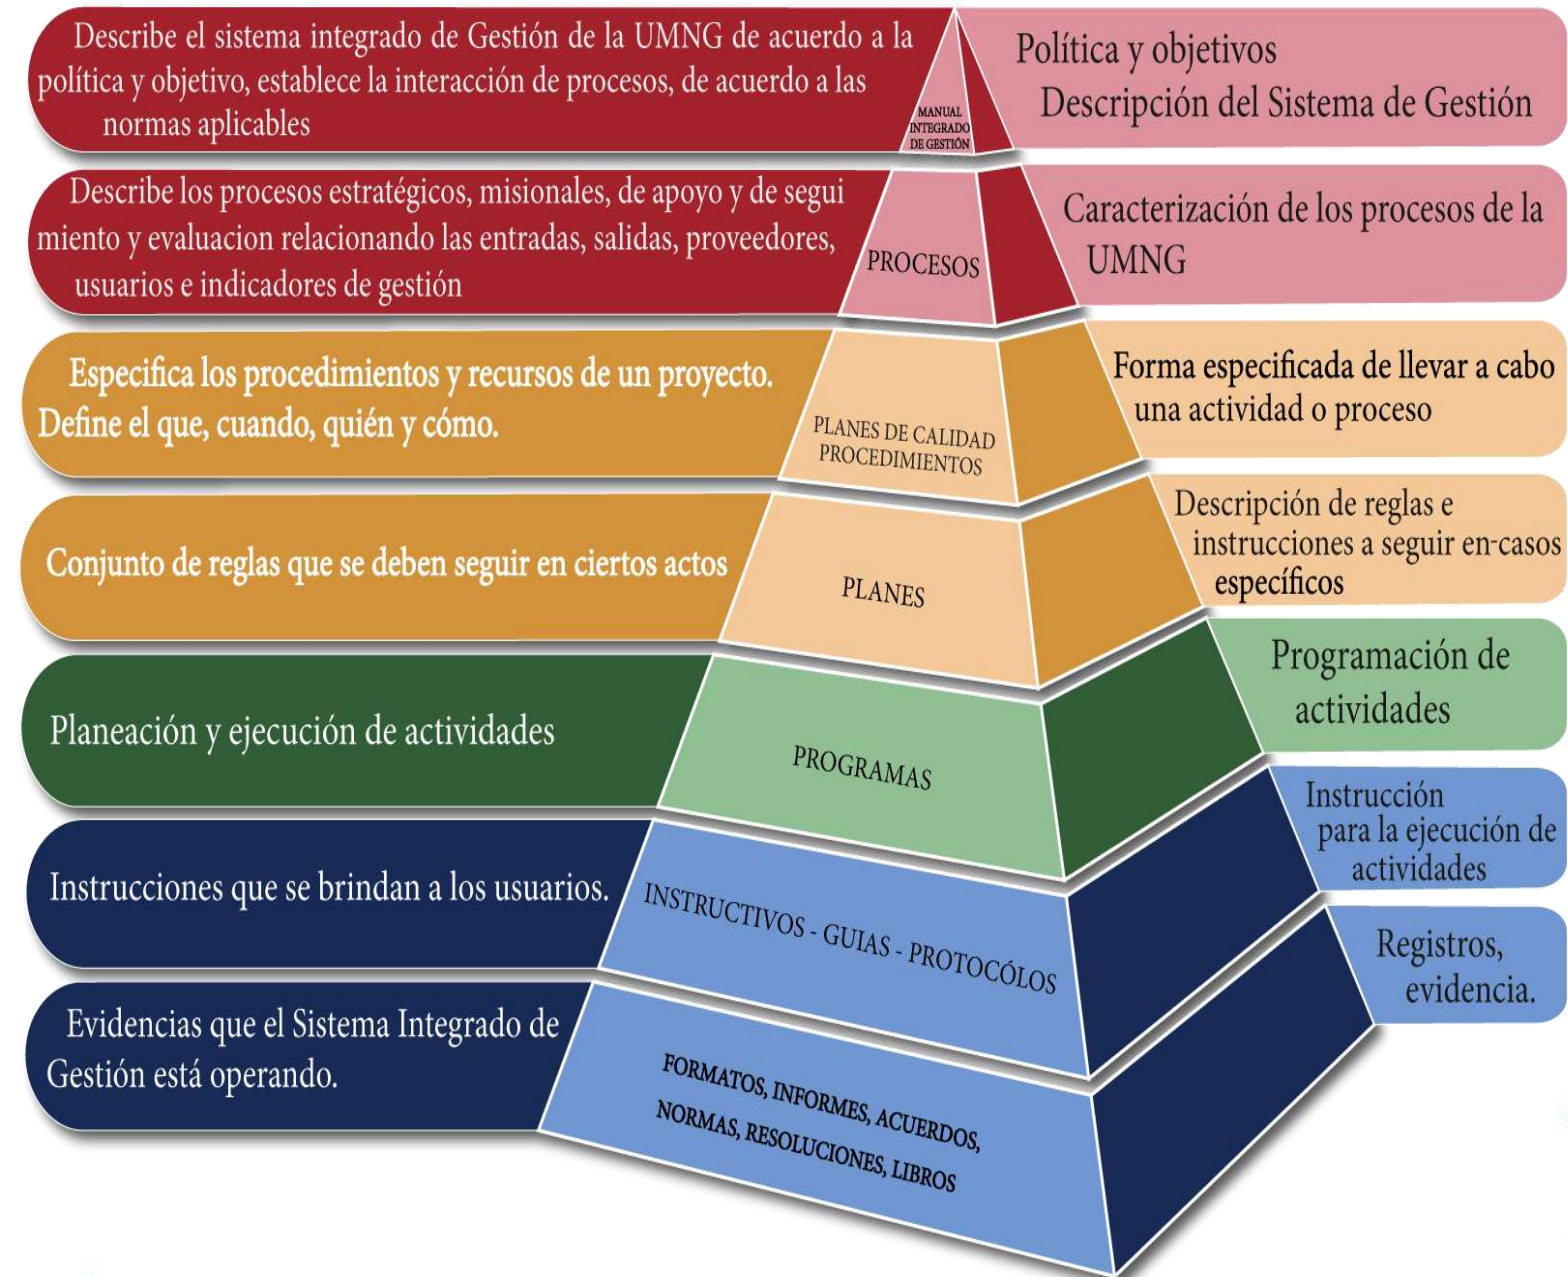 Describe el sistema integrado de Gestión de la UMNG de acuerdo a la
política y objetivo, establece la interacción de procesos, de acuerdo a las
normas aplicables
MANUAL
INTEGRADO
DE GESTIÓN
Política y objetivos
Descripción del Sistema de Gestión
Describe los procesos estratégicos, misionales, de apoyo y de segui
miento y evaluacion relacionando las entradas, salidas, proveedores,
usuarios e indicadores de gestión
PROCESOS
Caracterización de los procesos de la
UMNG
Especifica los procedimientos y recursos de un proyecto.
Define el que, cuando, quién y cómo.
PLANES DE CALIDAD
PROCEDIMIENTOS
Forma especificada de llevar a cabo
una actividad o proceso
Conjunto de reglas que se deben seguir en ciertos actos
PLANES
Descripción de reglas e
instrucciones a seguir en-casos
específicos
Planeación y ejecución de actividades
PROGRAMAS
Programación de
actividades
Instrucciones que se brindan a los usuarios.
INSTRUCTIVOS - GUIAS - PROTOCÓLOS
Instrucción
para la ejecución de
actividades
Evidencias que el Sistema Integrado de
Gestión está operando.
FORMATOS, INFORMES, ACUERDOS,
NORMAS, RESOLUCIONES, LIBROS
Registros,
evidencia.